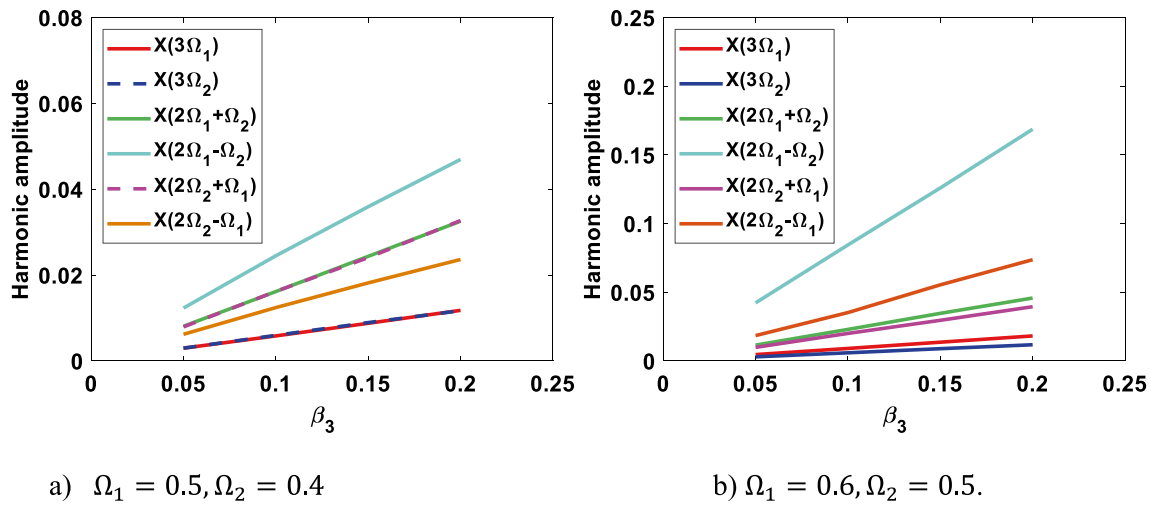 0.08
0.06
0.04
0.02
0
Harmonic amplitude
X(3Ω₁)
X(3Ω₂)
X(2Ω₁+Ω₂)
X(2Ω₁-Ω₂)
X(2Ω₂+Ω₁)
X(2Ω₂-Ω₁)
0 0.05 0.1 0.15 0.2 0.25
β₃
a) Ω₁ = 0.5, Ω₂ = 0.4
0.25
0.2
0.15
0.1
0.05
0
Harmonic amplitude
X(3Ω₁)
X(3Ω₂)
X(2Ω₁+Ω₂)
X(2Ω₁-Ω₂)
X(2Ω₂+Ω₁)
X(2Ω₂-Ω₁)
0 0.05 0.1 0.15 0.2 0.25
β₃
b) Ω₁ = 0.6, Ω₂ = 0.5.